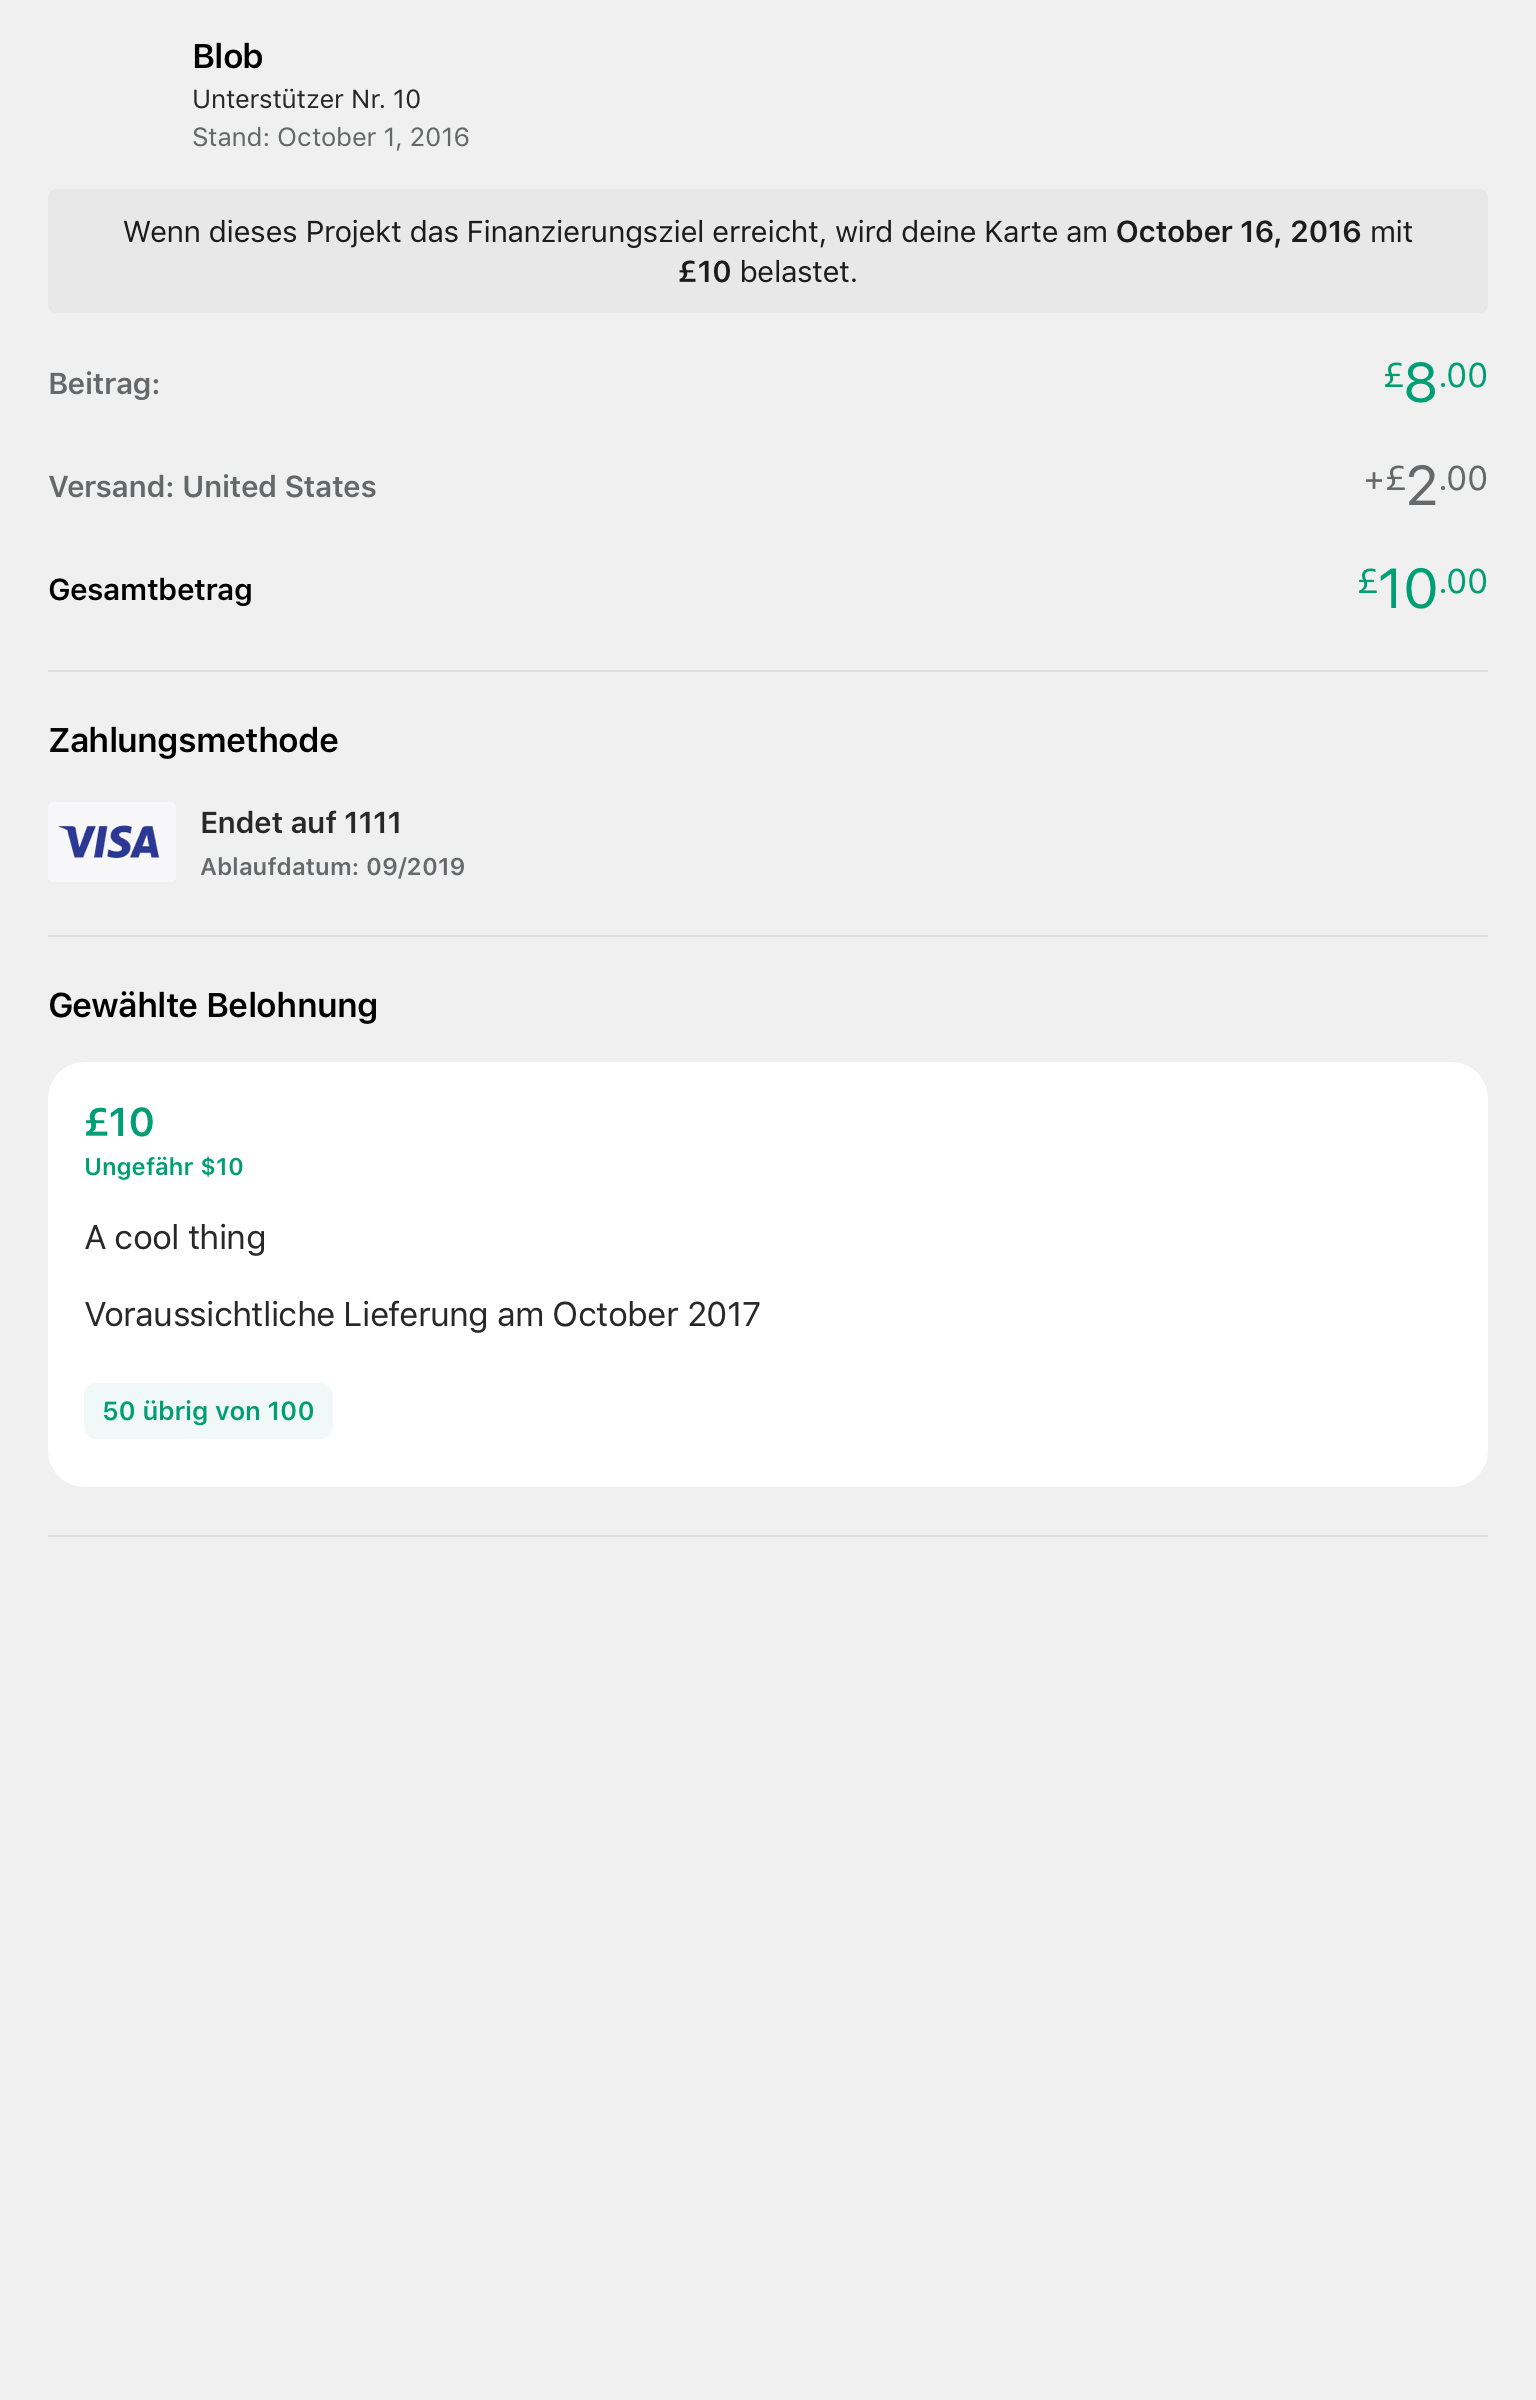 Blob
Unterstützer Nr. 10
Stand: October 1, 2016
Wenn dieses Projekt das Finanzierungsziel erreicht, wird deine Karte am October 16, 2016 mit
£10 belastet.
Beitrag: £8.00
Versand: United States +£2.00
Gesamtbetrag £10.00
Zahlungsmethode
VISA
Endet auf 1111
Ablaufdatum: 09/2019
Gewählte Belohnung
£10
Ungefähr $10
A cool thing
Voraussichtliche Lieferung am October 2017
50 übrig von 100